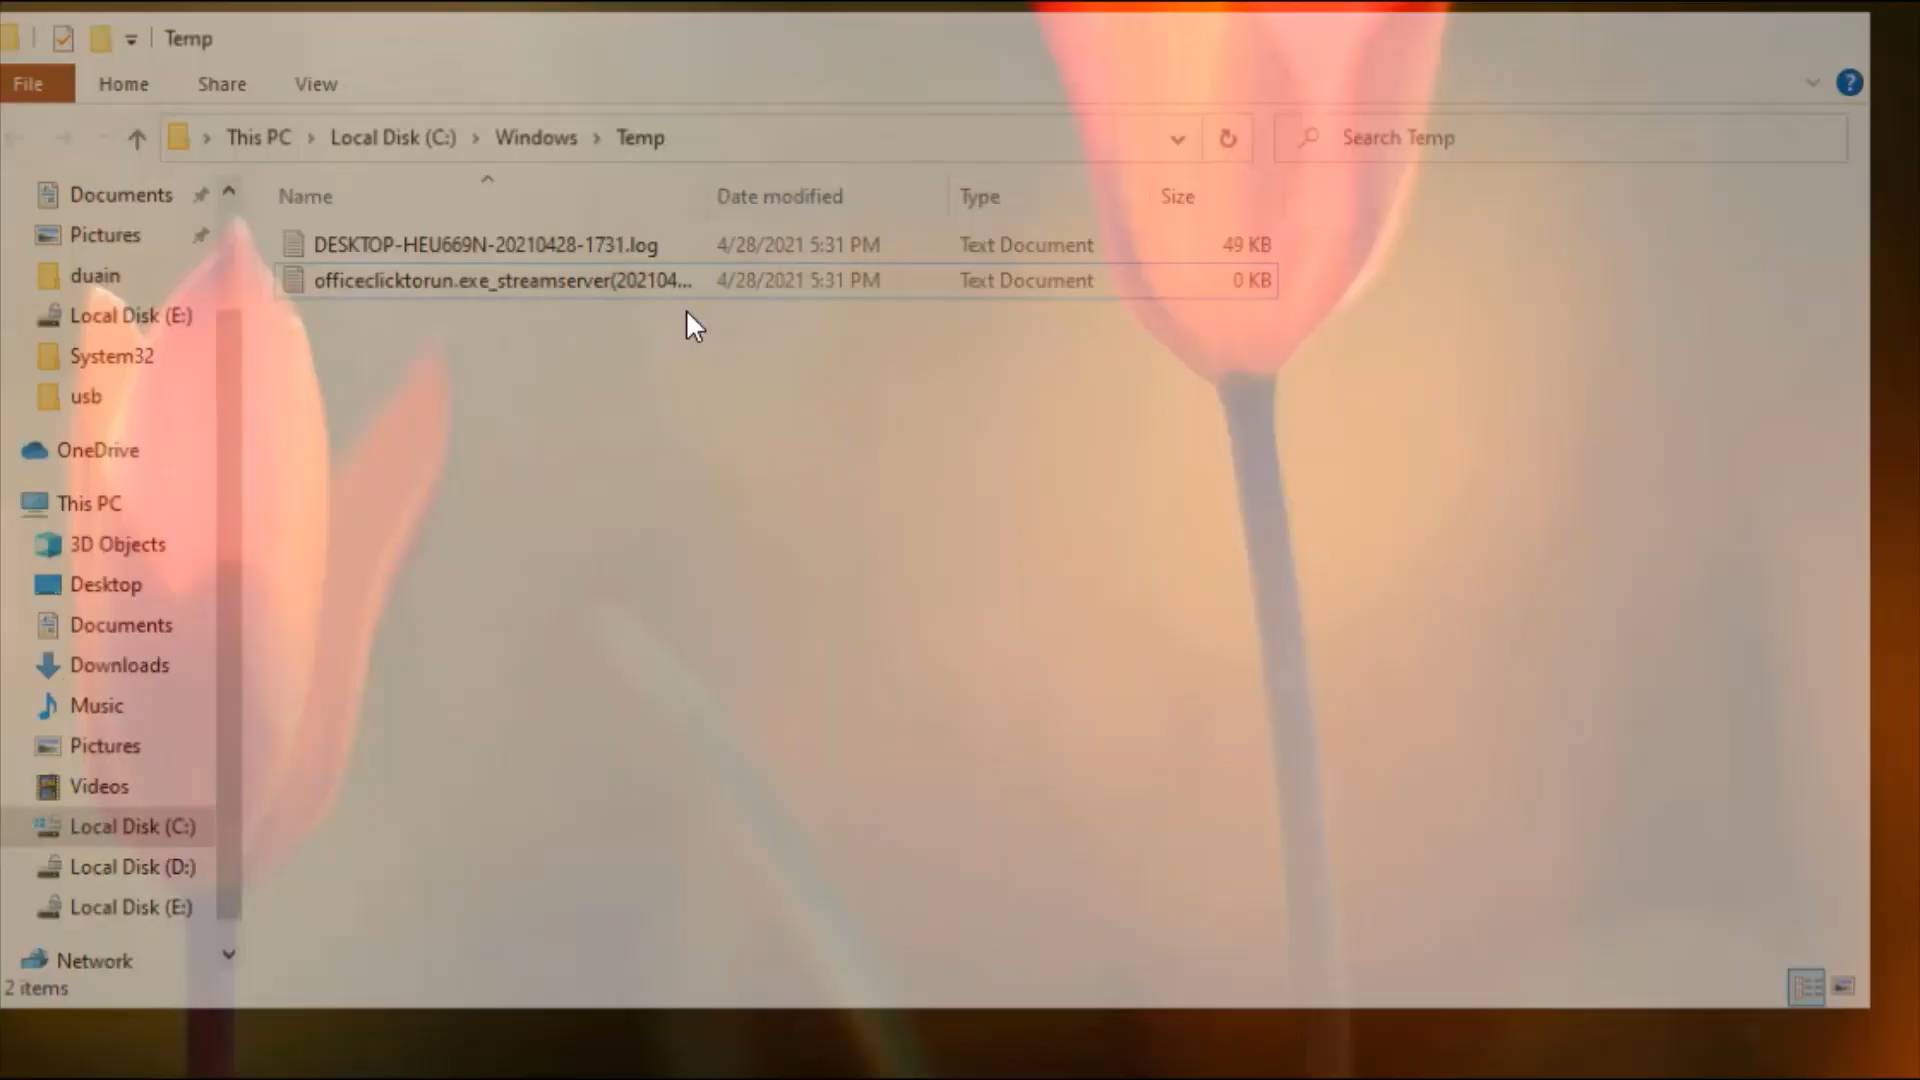 Temp
File Home Share View
This PC Local Disk (C:) Windows Temp Search Temp
Name Date modified Type Size
DESKTOP-HEU669N-20210428-1731.log 4/28/2021 5:31 PM Text Document 49 KB
officeclicktorun.exe_streamserver(202104... 4/28/2021 5:31 PM Text Document 0 KB
Documents
Pictures
duain
Local Disk (E:)
System32
usb
OneDrive
This PC
3D Objects
Desktop
Documents
Downloads
Music
Pictures
Videos
Local Disk (C:)
Local Disk (D:)
Local Disk (E:)
Network
2 items